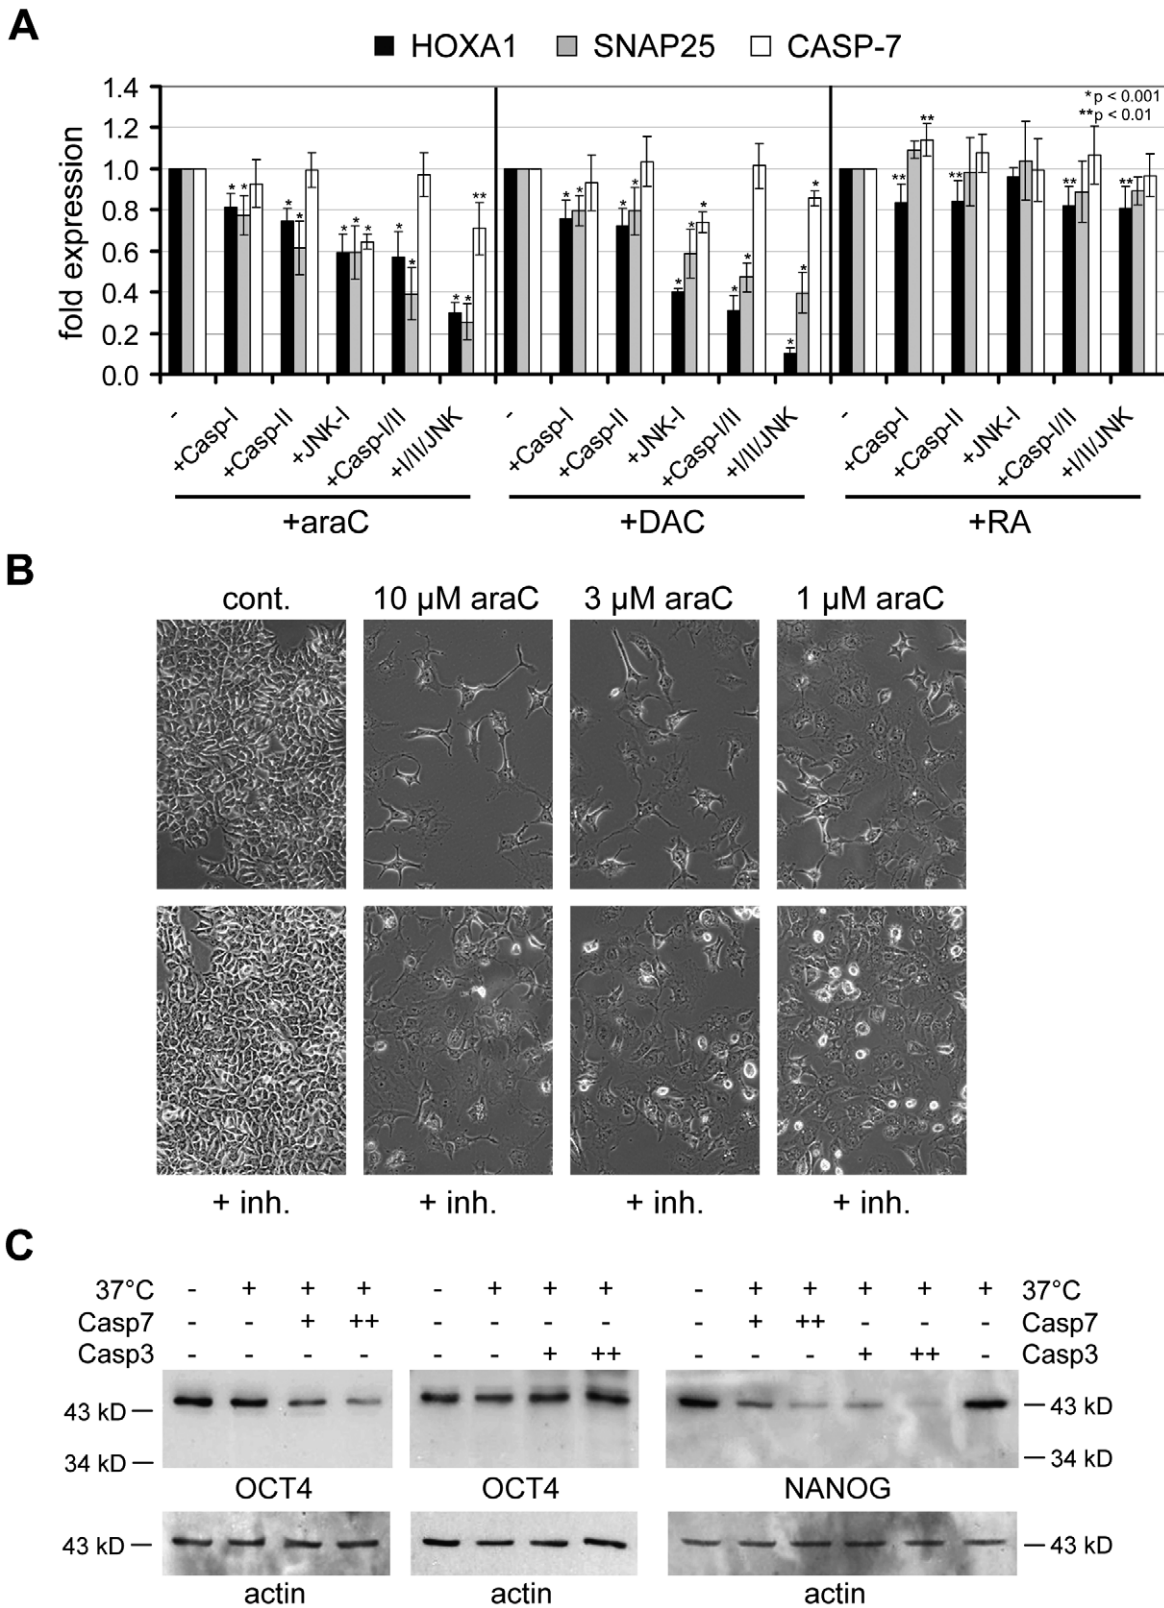 A
HOXA1 SNAP25 CASP-7
fold expression
1.4
1.2
1.0
0.8
0.6
0.4
0.2
0.0
*p < 0.001
**p < 0.01
* * * * * * * * * * * * **
* * * * * * * * * * * * *
** ** ** ** **
- +Casp-I +Casp-II +JNK-I +Casp-I/II +I/II/JNK
- +Casp-I +Casp-II +JNK-I +Casp-I/II +I/II/JNK
- +Casp-I +Casp-II +JNK-I +Casp-I/II +I/II/JNK
+araC +DAC +RA
B
cont. 10 µM araC 3 µM araC 1 µM araC
+ inh. + inh. + inh. + inh.
C
37°C - + + + - + + + - + + + + + 37°C
Casp7 - - + ++ - - - - - + ++ - - - Casp7
Casp3 - - - - - - + ++ - - - + ++ - Casp3
43 kD 43 kD
34 kD 34 kD
OCT4 OCT4 NANOG
43 kD 43 kD
actin actin actin